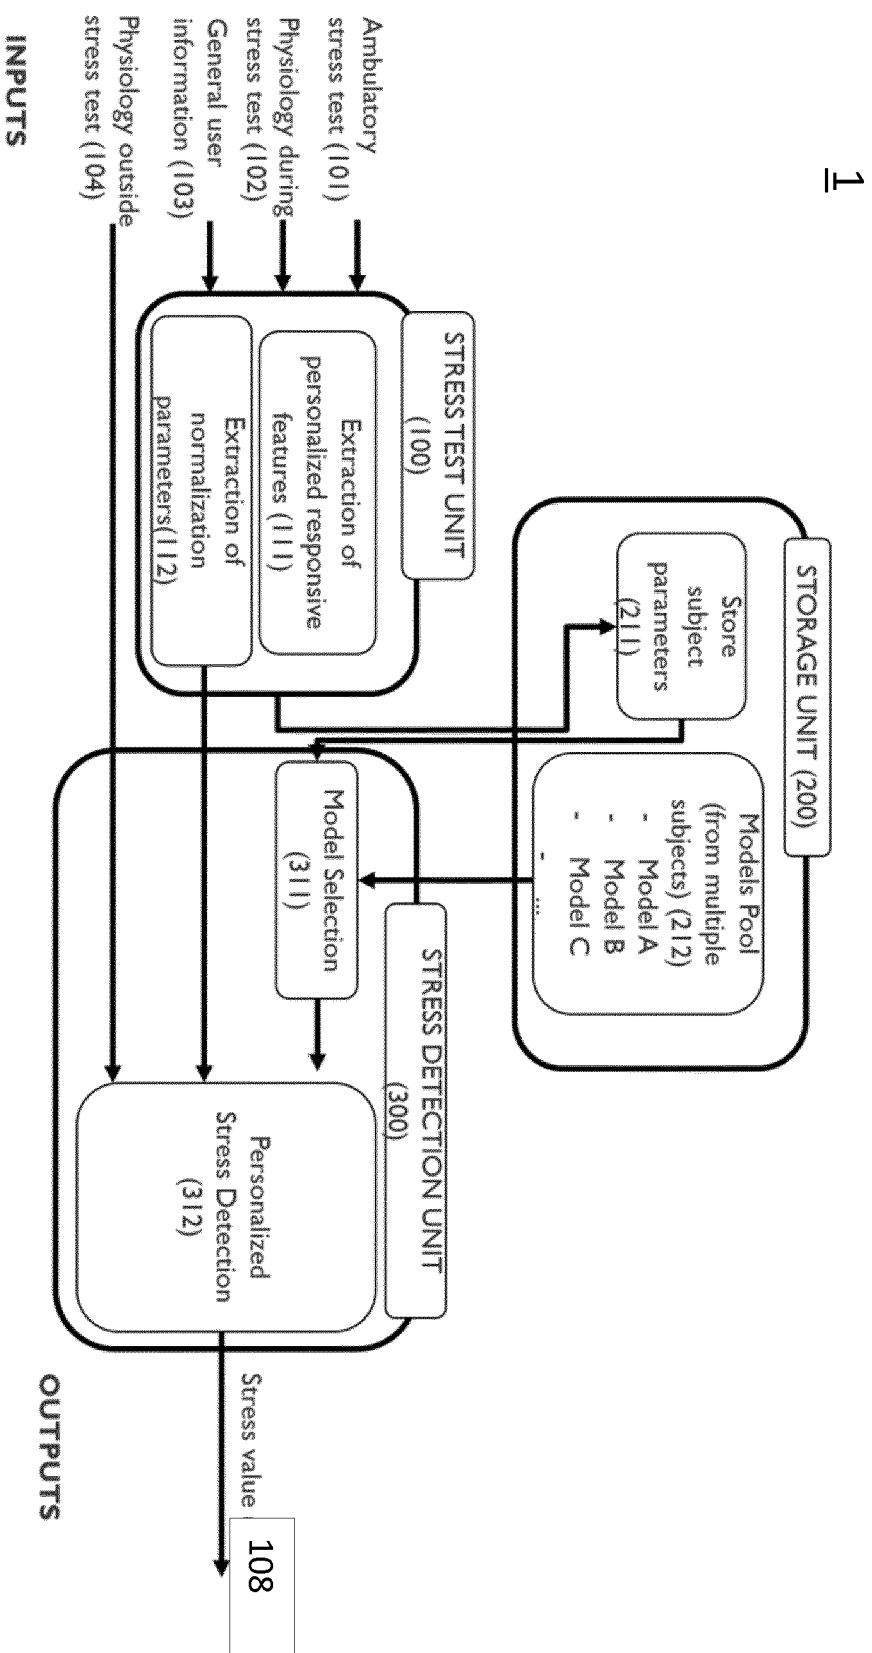 1
STORAGE UNIT (200)
Store
subject
parameters
(211)
Models Pool
(from multiple
subjects) (212)
- Model A
- Model B
- Model C
- ...
STRESS TEST UNIT
(100)
Ambulatory
stress test (101)
Physiology during
stress test (102)
General user
information (103)
Physiology outside
stress test (104)
Extraction of
personalized responsive
features (111)
Extraction of
normalization
parameters(112)
STRESS DETECTION UNIT
(300)
Model Selection
(311)
Personalized
Stress Detection
(312)
Stress value
108
INPUTS
OUTPUTS